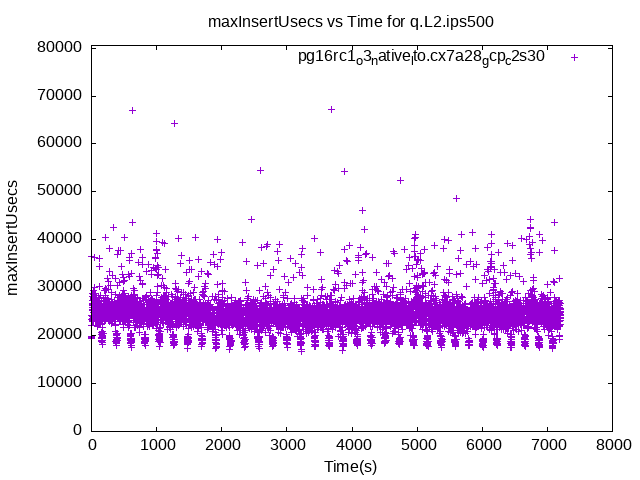 maxInsertUsecs vs Time for q.L2.ips500
pg16rc1o3native_lto.cx7a28gcpc2s30
80000
70000
60000
50000
40000
30000
20000
10000
0
maxInsertUsecs
0 1000 2000 3000 4000 5000 6000 7000 8000
Time(s)